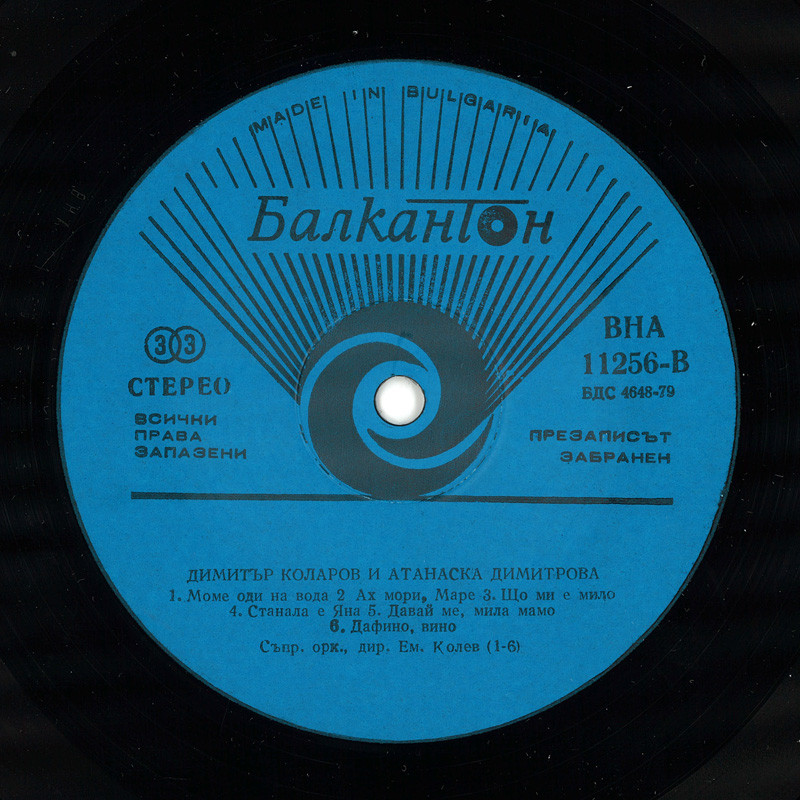 MADE IN BULGARIA
Балкантон
33
СТЕРЕО
ВСИЧКИ
ПРАВА
ЗАПАЗЕНИ
ВНА
11256-В
БДС 4648-79
ПРЕЗАПИСЪТ
ЗАБРАНЕН
ДИМИТЪР КОЛАРОВ И АТАНАСКА ДИМИТРОВА
1. Моме оди на вода 2 Ах мори, Маре 3. Що ми е мило
4. Станала е Яна 5. Давай ме, мила мамо
6. Дафино, вино
Съпр. орк., дир. Ем. Колев (1-6)